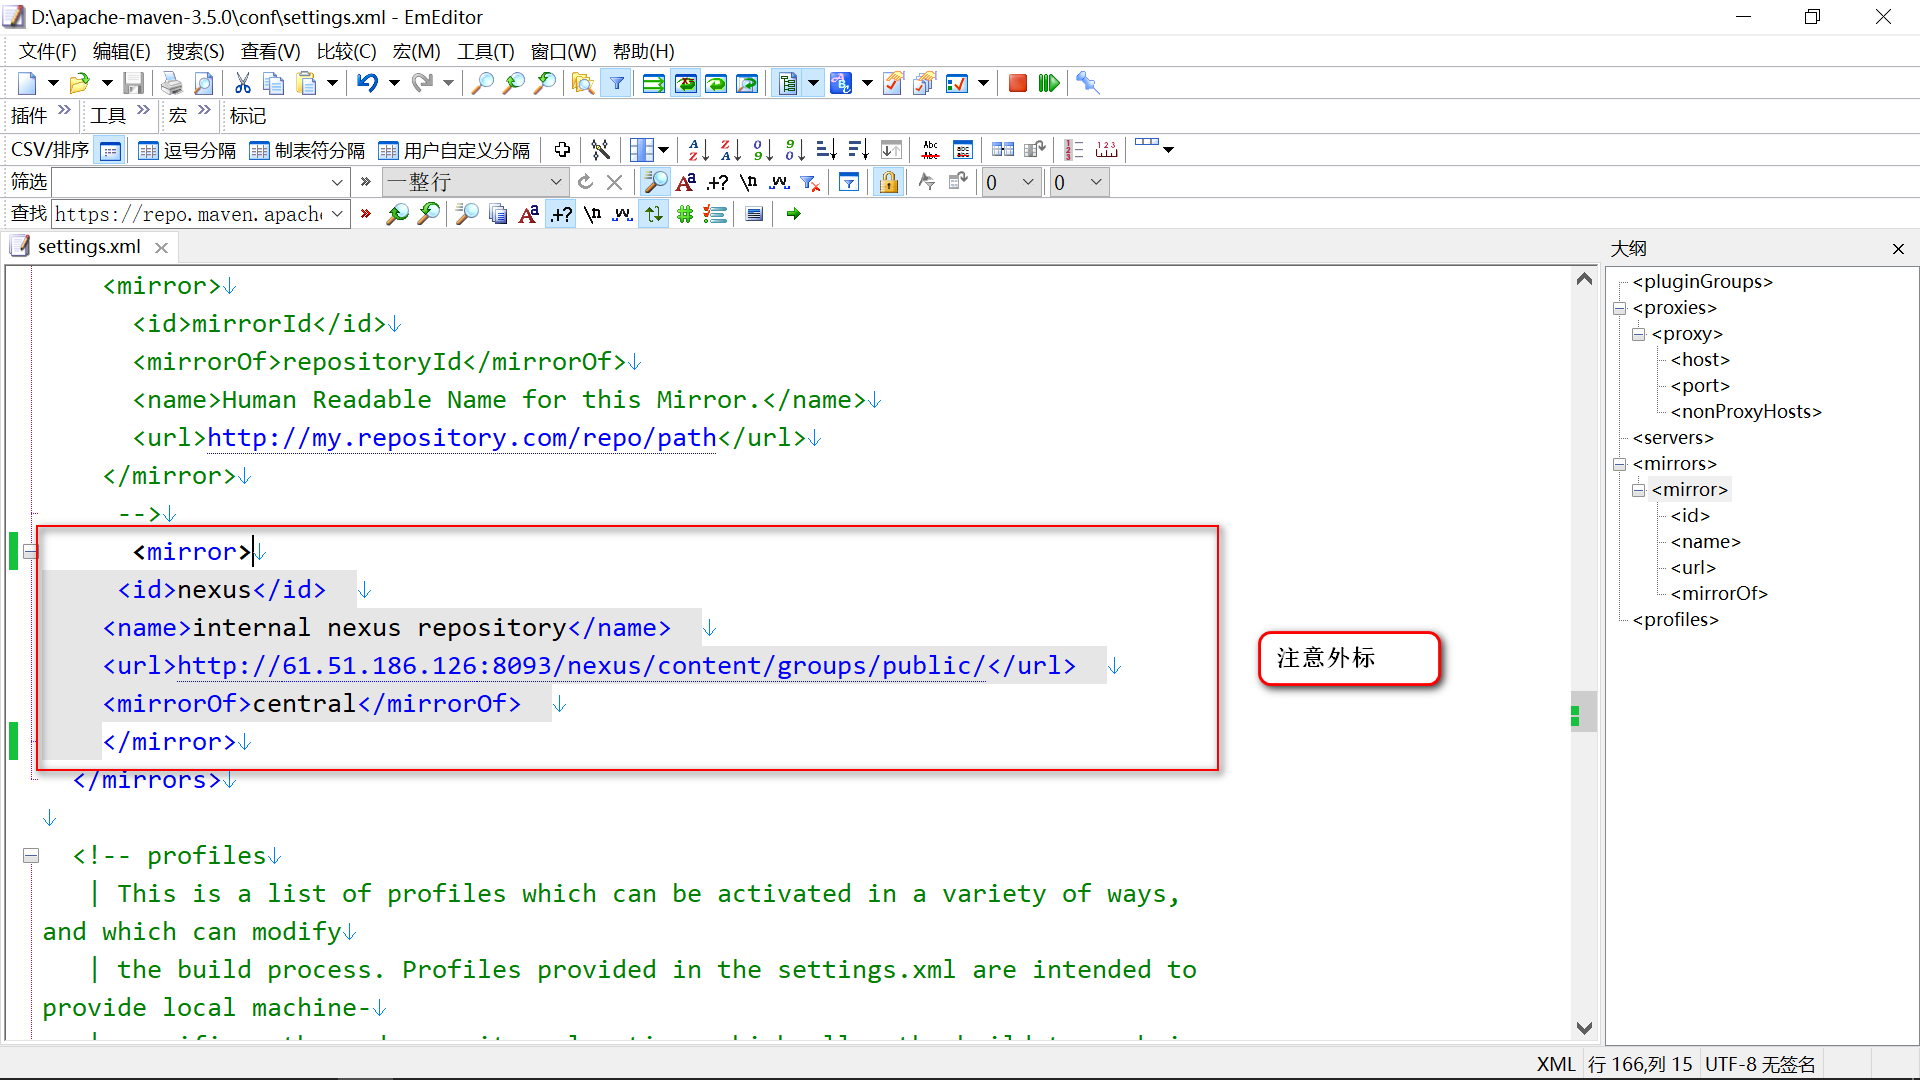 D:\apache-maven-3.5.0\conf\settings.xml - EmEditor
文件(F) 编辑(E) 搜索(S) 查看(V) 比较(C) 宏(M) 工具(T) 窗口(W) 帮助(H)
插件 » 工具 » 宏 » 标记
CSV/排序 逗号分隔 制表符分隔 用户自定义分隔
筛选 » 一整行 0 0
查找 https://repo.maven.apach »
settings.xml
大纲
<mirror>↓
<id>mirrorId</id>↓
<mirrorOf>repositoryId</mirrorOf>↓
<name>Human Readable Name for this Mirror.</name>↓
<url>http://my.repository.com/repo/path</url>↓
</mirror>↓
-->↓
<mirror>↓
<id>nexus</id> ↓
<name>internal nexus repository</name> ↓
<url>http://61.51.186.126:8093/nexus/content/groups/public/</url> ↓
<mirrorOf>central</mirrorOf> ↓
</mirror>↓
</mirrors>↓
↓
<!-- profiles↓
| This is a list of profiles which can be activated in a variety of ways,
and which can modify↓
| the build process. Profiles provided in the settings.xml are intended to
provide local machine-↓
注意外标
<pluginGroups>
<proxies>
<proxy>
<host>
<port>
<nonProxyHosts>
<servers>
<mirrors>
<mirror>
<id>
<name>
<url>
<mirrorOf>
<profiles>
XML 行 166,列 15 UTF-8 无签名